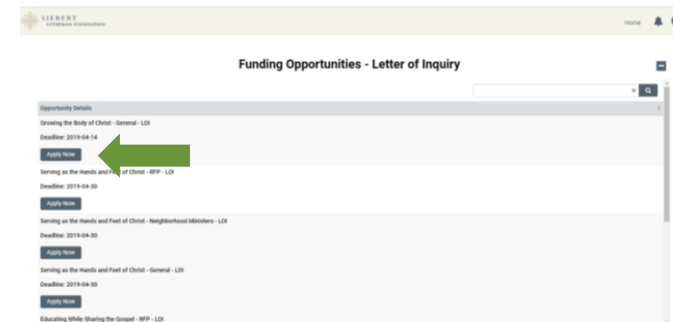 SIEBERT
LUTHERAN FOUNDATION
Home
Funding Opportunities - Letter of Inquiry
Opportunity Details
Growing the Body of Christ - General - LOI
Deadline: 2019-04-14
Apply Now
Serving as the Hands and Feet of Christ - RFP - LOI
Deadline: 2019-04-30
Apply Now
Serving as the Hands and Feet of Christ - Neighborhood Ministers - LOI
Deadline: 2019-04-30
Apply Now
Serving as the Hands and Feet of Christ - General - LOI
Deadline: 2019-04-30
Apply Now
Educating While Sharing the Gospel - RFP - LOI